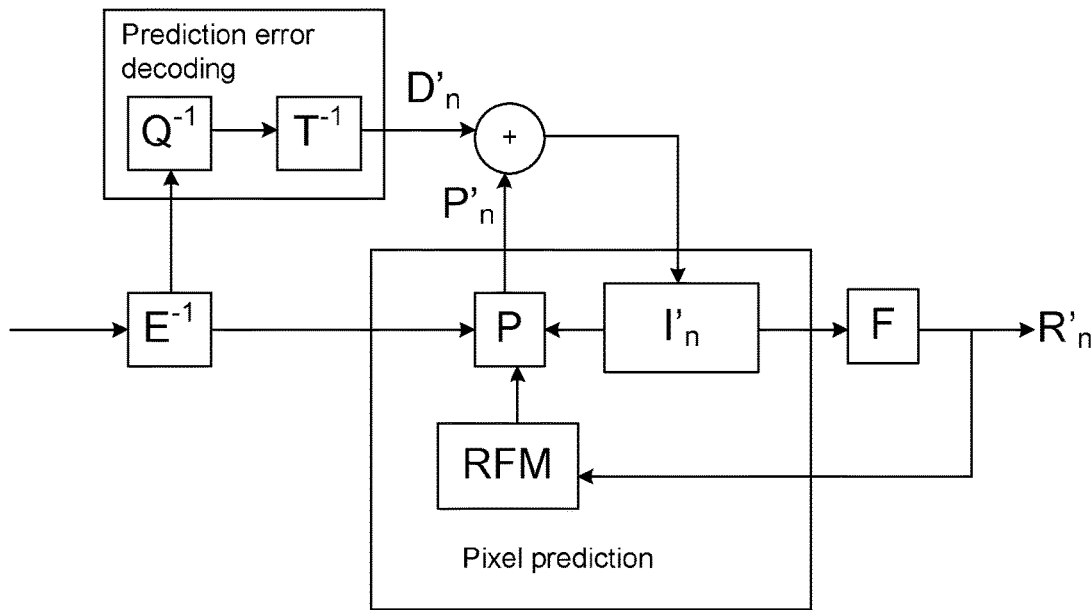 Prediction error
decoding
Q⁻¹
T⁻¹
D'ₙ
+
P'ₙ
E⁻¹
P
I'ₙ
F
R'ₙ
RFM
Pixel prediction